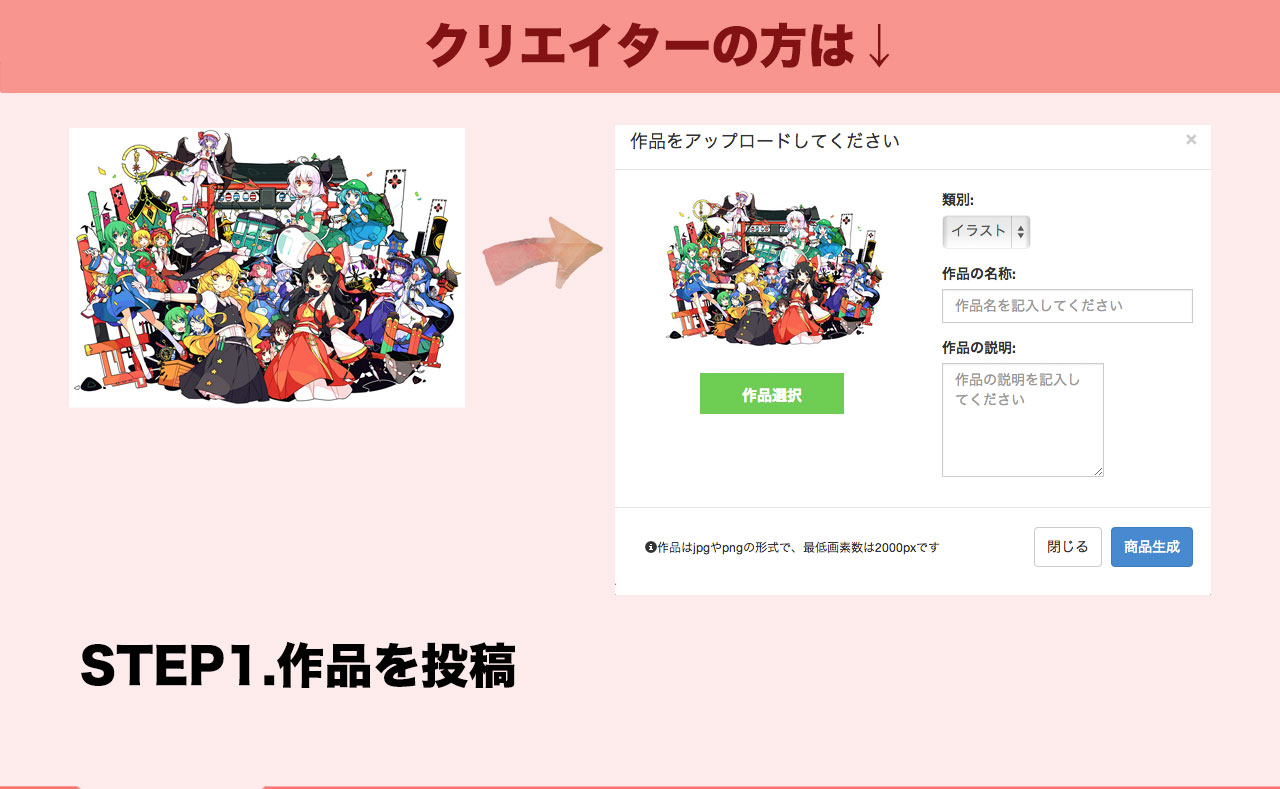 クリエイターの方は↓
作品をアップロードしてください
×
類別:
イラスト
作品の名称:
作品名を記入してください
作品の説明:
作品の説明を記入し
てください
作品選択
作品はjpgやpngの形式で、最低画素数は2000pxです
閉じる
商品生成
STEP1.作品を投稿